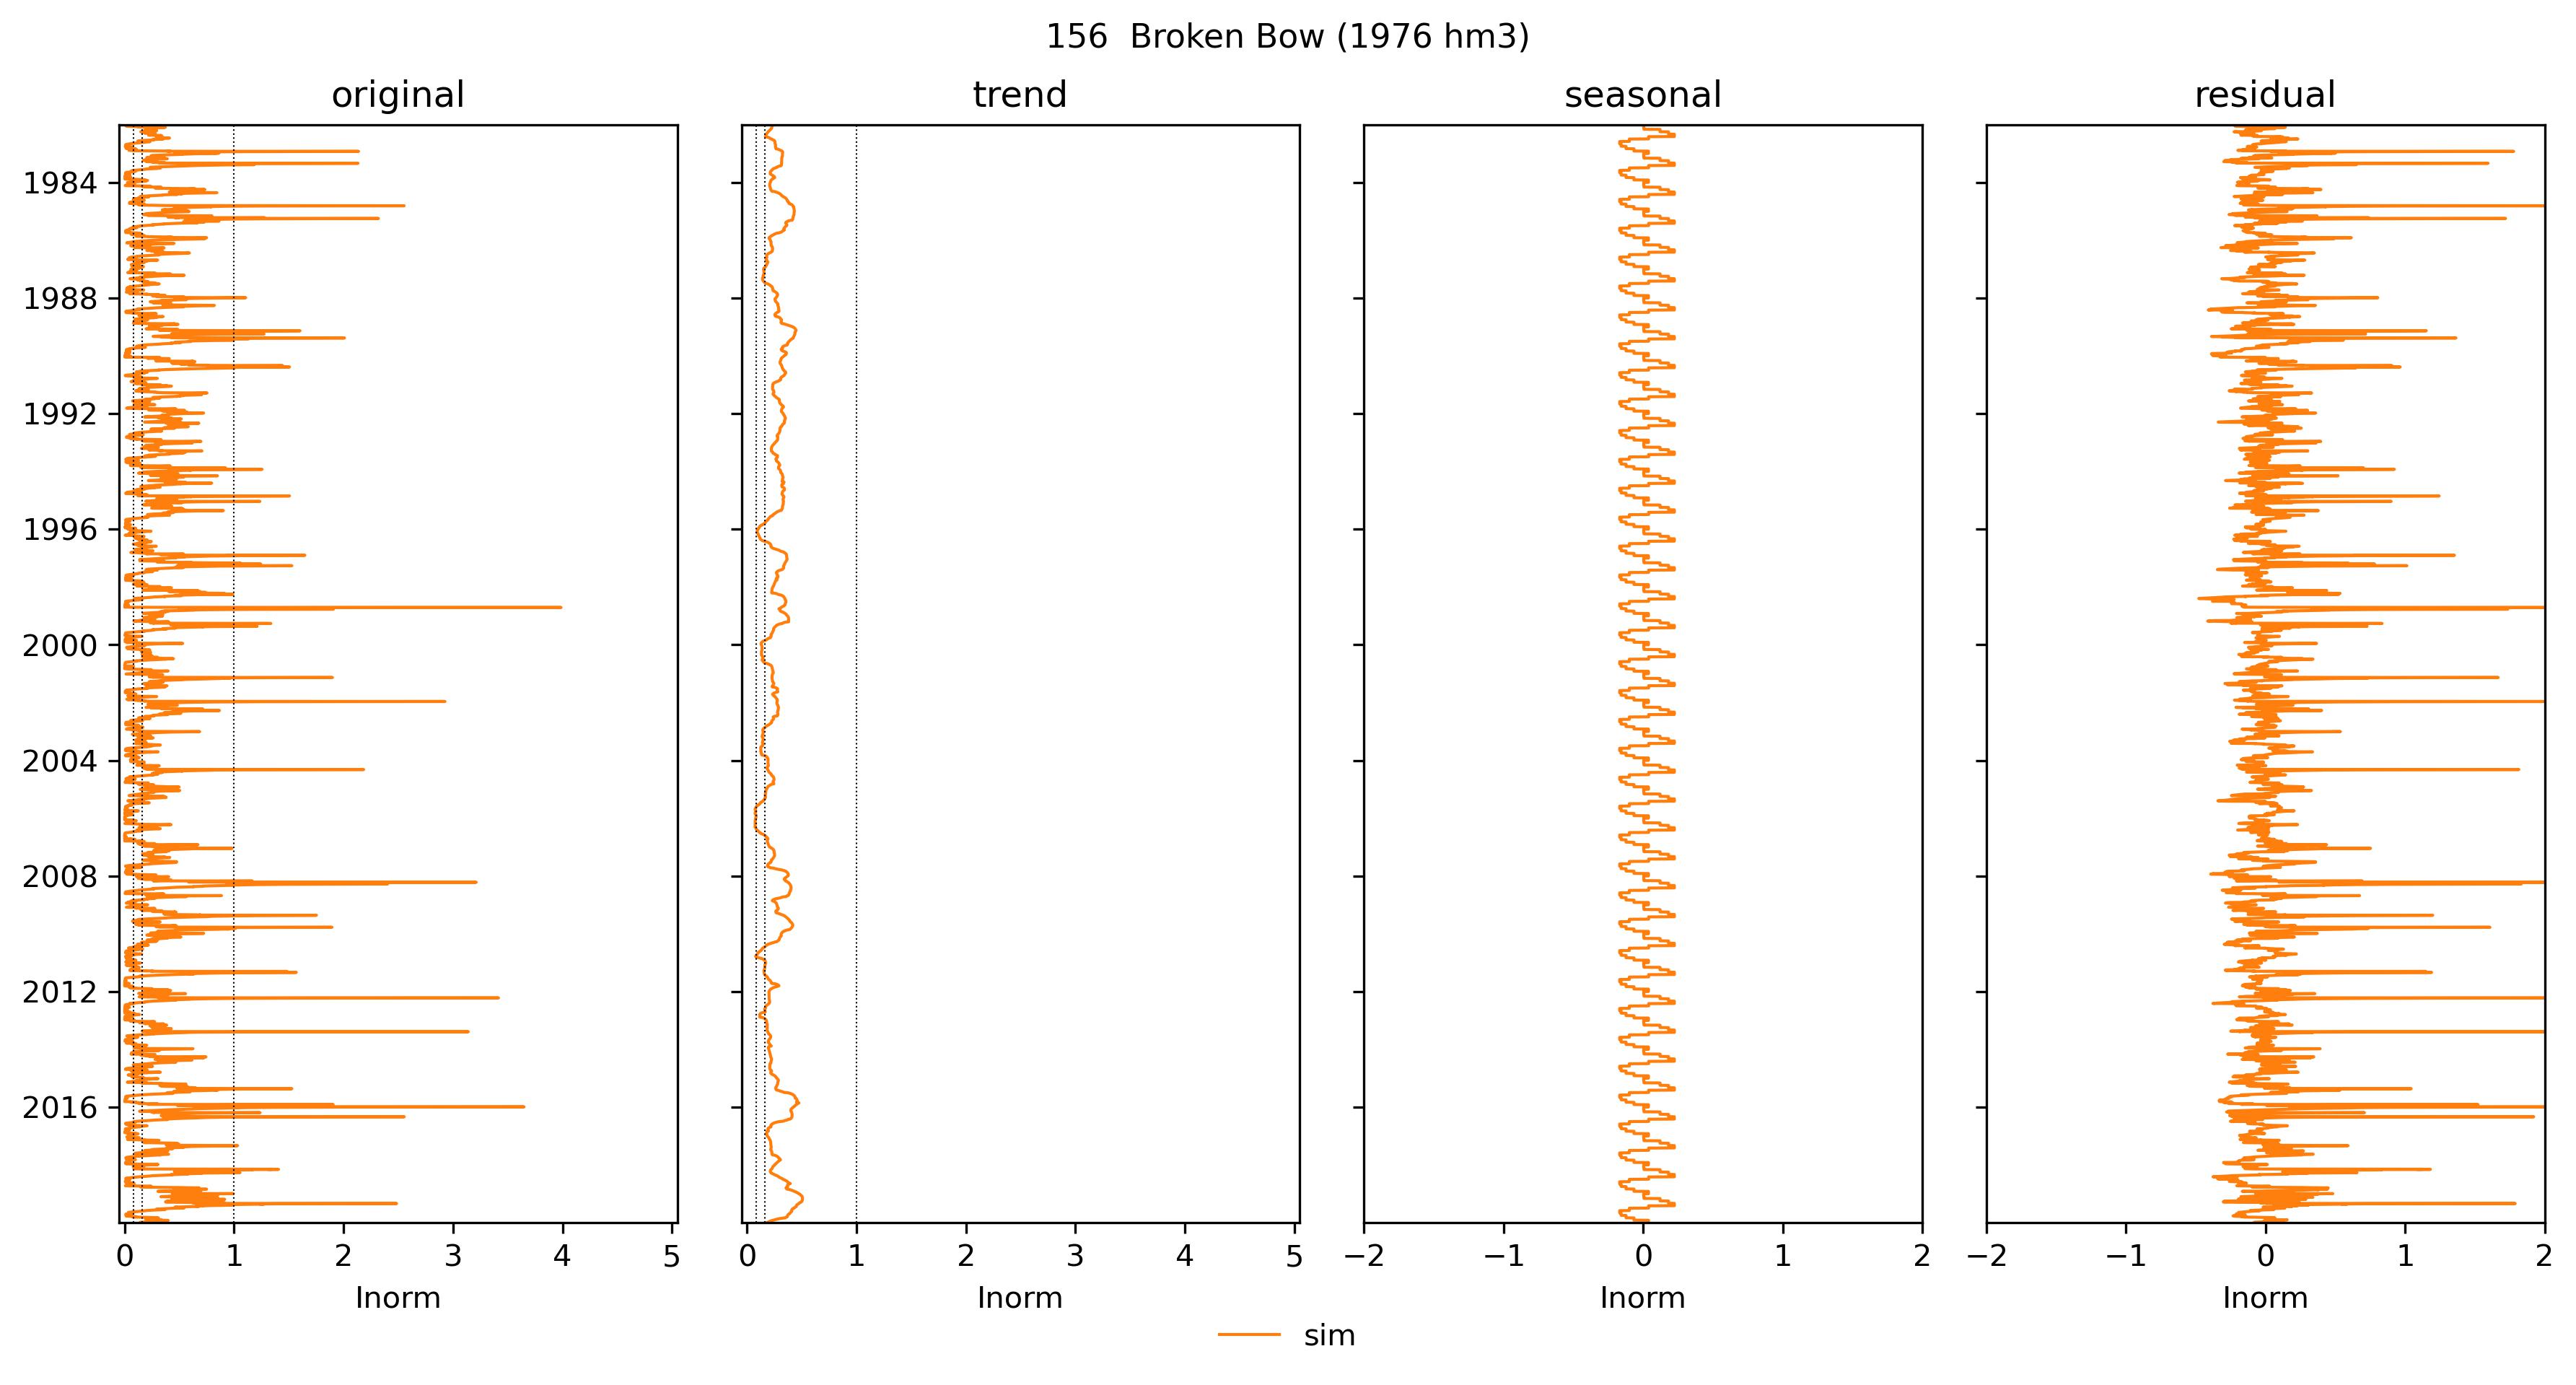 156  Broken Bow (1976 hm3)
original
trend
seasonal
residual
1984
1988
1992
1996
2000
2004
2008
2012
2016
0 1 2 3 4 5
0 1 2 3 4 5
−2 −1 0 1 2
−2 −1 0 1 2
Inorm
Inorm
Inorm
Inorm
sim